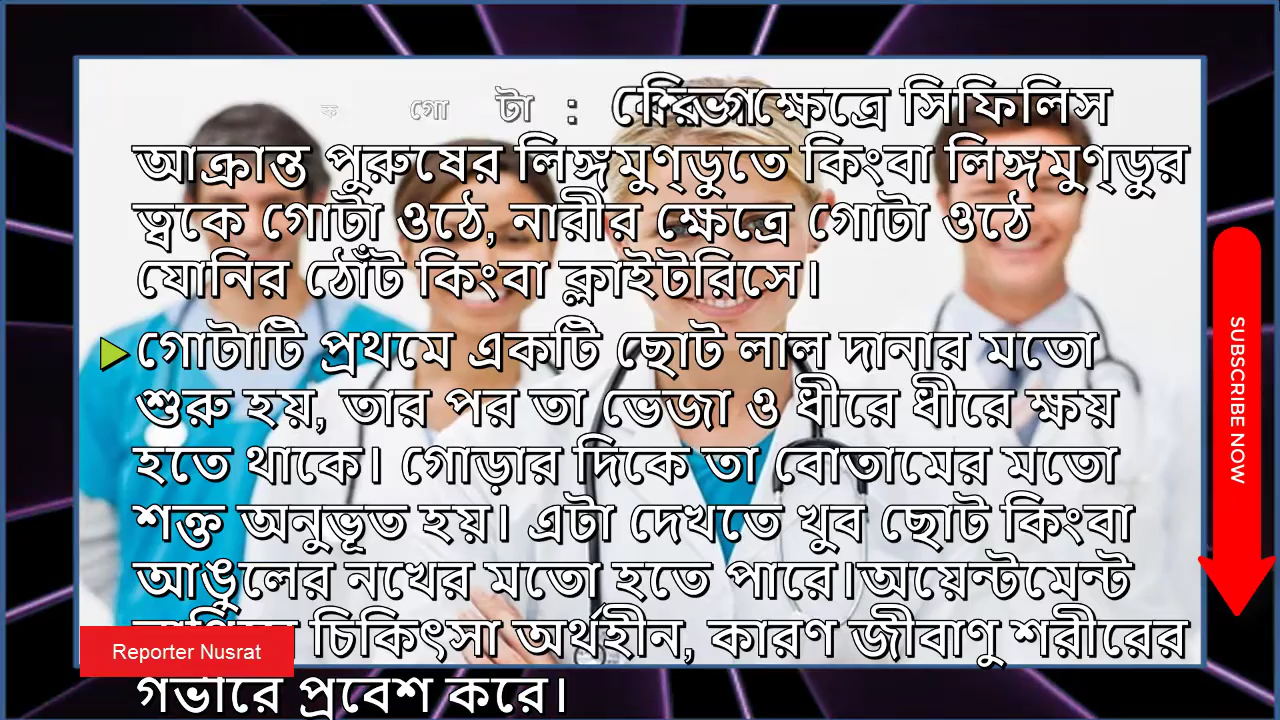 গোটা : ক্ষেত্রে সিফিলিস
আক্রান্ত পুরুষের লিঙ্গমুণ্ডুতে কিংবা লিঙ্গমুণ্ডুর
ত্বকে গোটা ওঠে, নারীর ক্ষেত্রে গোটা ওঠে
যোনির ঠোঁট কিংবা ক্লাইটরিসে।
গোটাটি প্রথমে একটি ছোট লাল দানার মতো
শুরু হয়, তার পর তা ভেজা ও ধীরে ধীরে ক্ষয়
হতে থাকে। গোড়ার দিকে তা বোতামের মতো
শক্ত অনুভূত হয়। এটা দেখতে খুব ছোট কিংবা
আঙুলের নখের মতো হতে পারে।অয়েন্টমেন্ট
চিকিৎসা অর্থহীন, কারণ জীবাণু শরীরের
গভীরে প্রবেশ করে।
Reporter Nusrat
SUBSCRIBE NOW